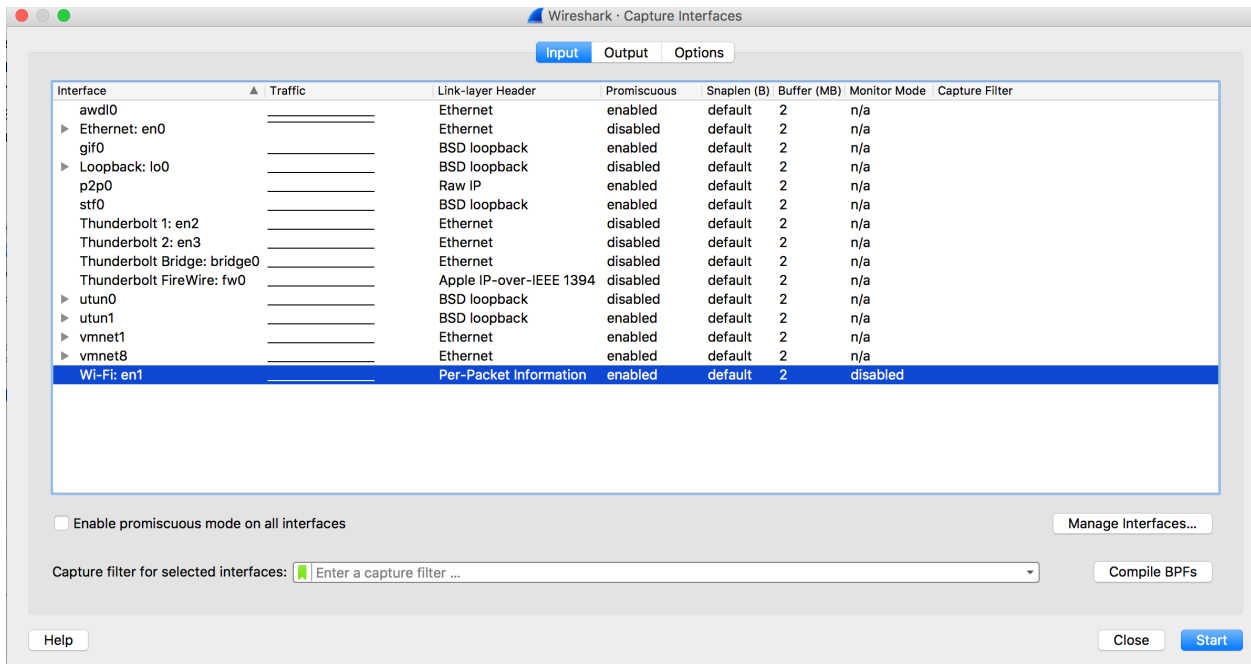 Wireshark · Capture Interfaces
Input Output Options
Interface Traffic Link-layer Header Promiscuous Snaplen (B) Buffer (MB) Monitor Mode Capture Filter
awdl0 Ethernet enabled default 2 n/a
Ethernet: en0 Ethernet disabled default 2 n/a
gif0 BSD loopback enabled default 2 n/a
Loopback: lo0 BSD loopback disabled default 2 n/a
p2p0 Raw IP enabled default 2 n/a
stf0 BSD loopback enabled default 2 n/a
Thunderbolt 1: en2 Ethernet disabled default 2 n/a
Thunderbolt 2: en3 Ethernet disabled default 2 n/a
Thunderbolt Bridge: bridge0 Ethernet disabled default 2 n/a
Thunderbolt FireWire: fw0 Apple IP-over-IEEE 1394 disabled default 2 n/a
utun0 BSD loopback disabled default 2 n/a
utun1 BSD loopback enabled default 2 n/a
vmnet1 Ethernet enabled default 2 n/a
vmnet8 Ethernet enabled default 2 n/a
Wi-Fi: en1 Per-Packet Information enabled default 2 disabled
Enable promiscuous mode on all interfaces Manage Interfaces...
Capture filter for selected interfaces: Enter a capture filter ... Compile BPFs
Help Close Start